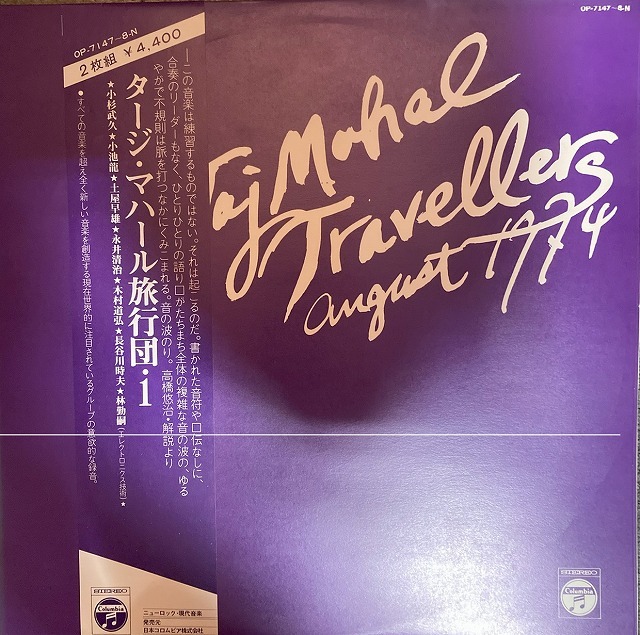 OP-7147~8-N
OP-7147~8-N
2枚組 ¥4,400
Taj Mahal
Travellers
august 1974
—この音楽は練習するものではない。それは起こるのだ。書かれた音符や口伝なしに、
合奏のリーダーもなく、ひとりひとりの語り口がたちまち全体の複雑な音の波の、ゆる
やかで不規則な脈を打つなかにくみこまれる。音の波のり。高橋悠治・解説より
タージ・マハール旅行団・1
★小杉武久★小池龍★土屋早雄★永井清治★木村道弘★長谷川時夫★林勤嗣(エレクトロニクス技術)★
●すべての音楽を超え全く新しい音楽を創造する現在世界的に注目されているグループの意欲的な録音。
STEREO
Columbia
ニューロック・現代音楽
発売元
日本コロムビア株式会社
STEREO
Columbia